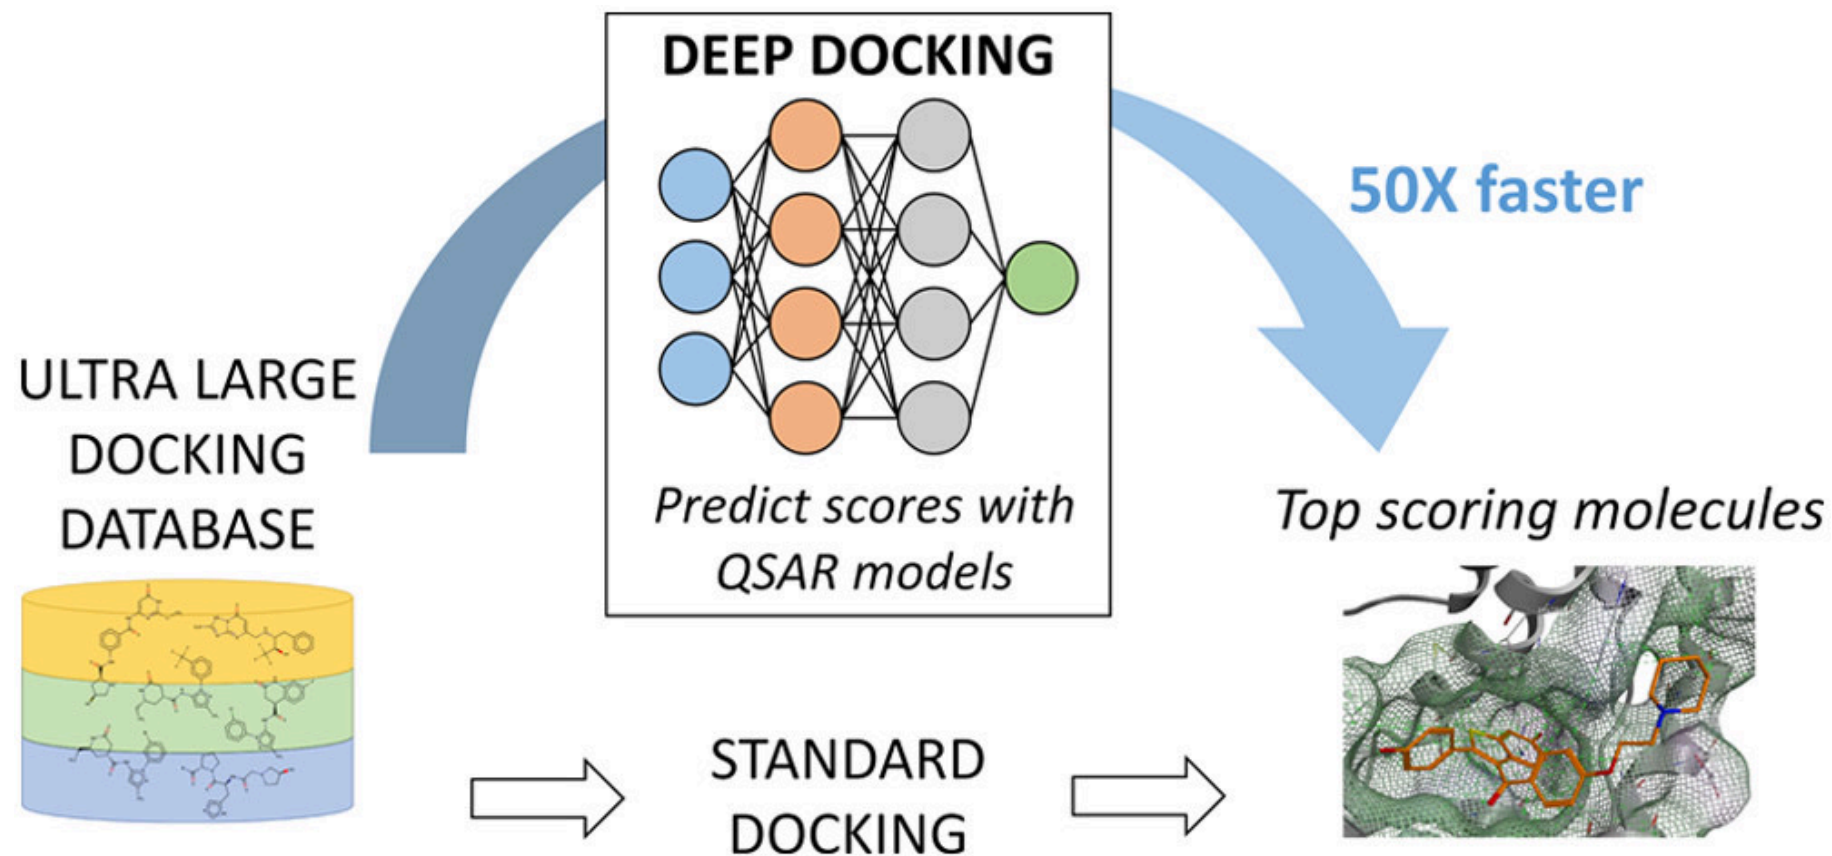 DEEP DOCKING
50X faster
ULTRA LARGE
DOCKING
DATABASE
Predict scores with
QSAR models
Top scoring molecules
STANDARD
DOCKING